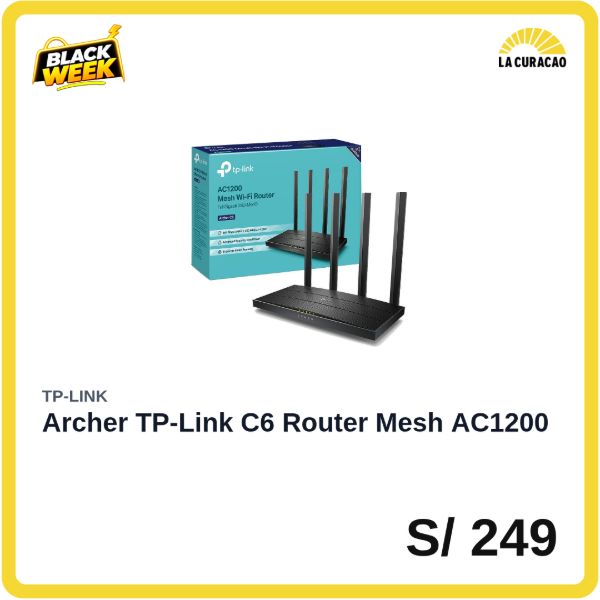 BLACK
WEEK
LA CURACAO
tp-link
AC1200
Mesh Wi-Fi Router
TP-LINK
Archer TP-Link C6 Router Mesh AC1200
S/ 249